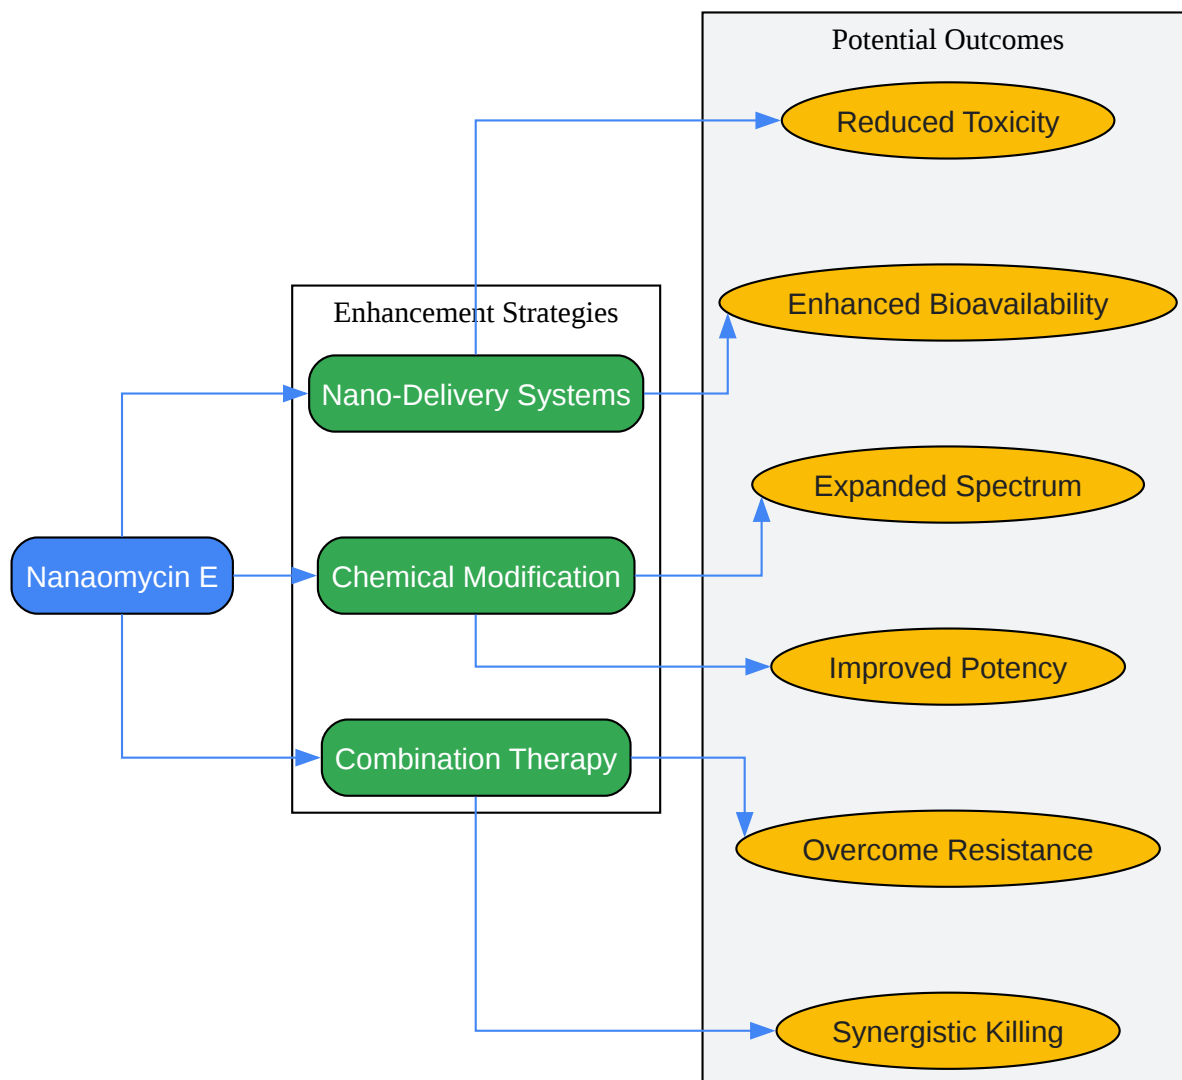 Potential Outcomes
Reduced Toxicity
Enhanced Bioavailability
Enhancement Strategies
Nano-Delivery Systems
Expanded Spectrum
Nanaomycin E
Chemical Modification
Improved Potency
Combination Therapy
Overcome Resistance
Synergistic Killing